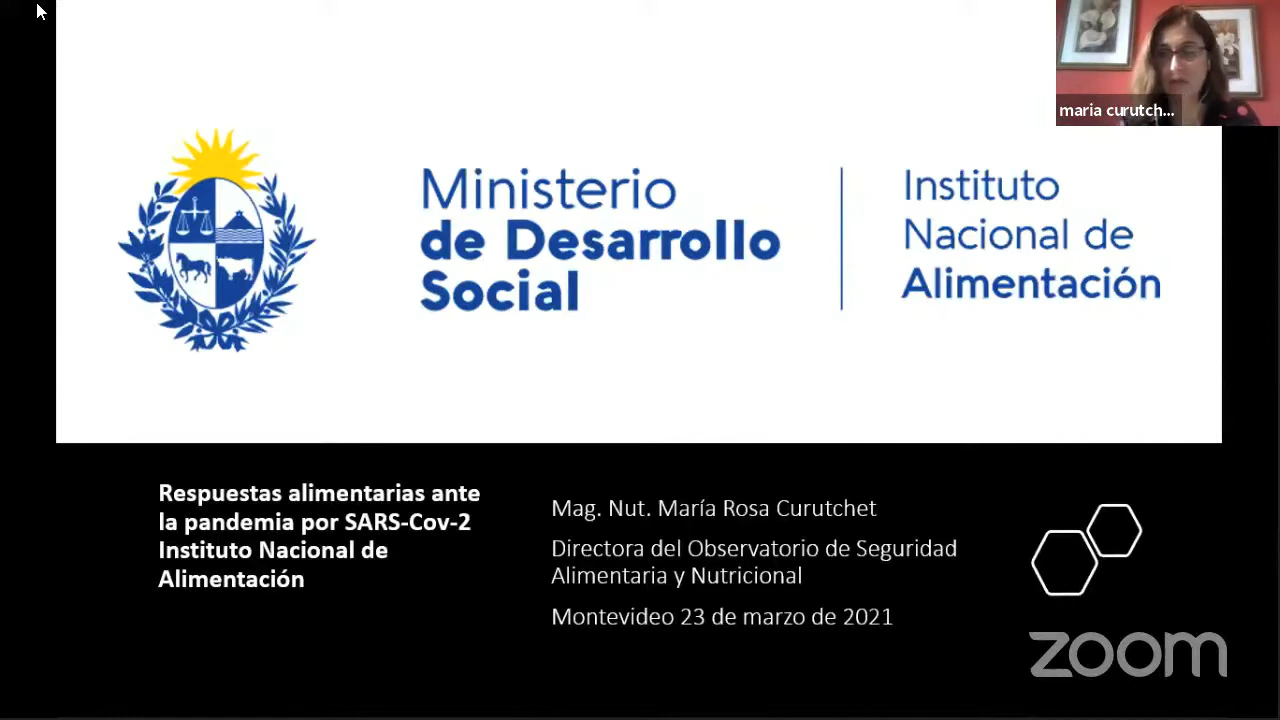 maria curutch...
Ministerio
de Desarrollo
Social
Instituto
Nacional de
Alimentación
Respuestas alimentarias ante
la pandemia por SARS-Cov-2
Instituto Nacional de
Alimentación
Mag. Nut. María Rosa Curutchet
Directora del Observatorio de Seguridad
Alimentaria y Nutricional
Montevideo 23 de marzo de 2021
zoom